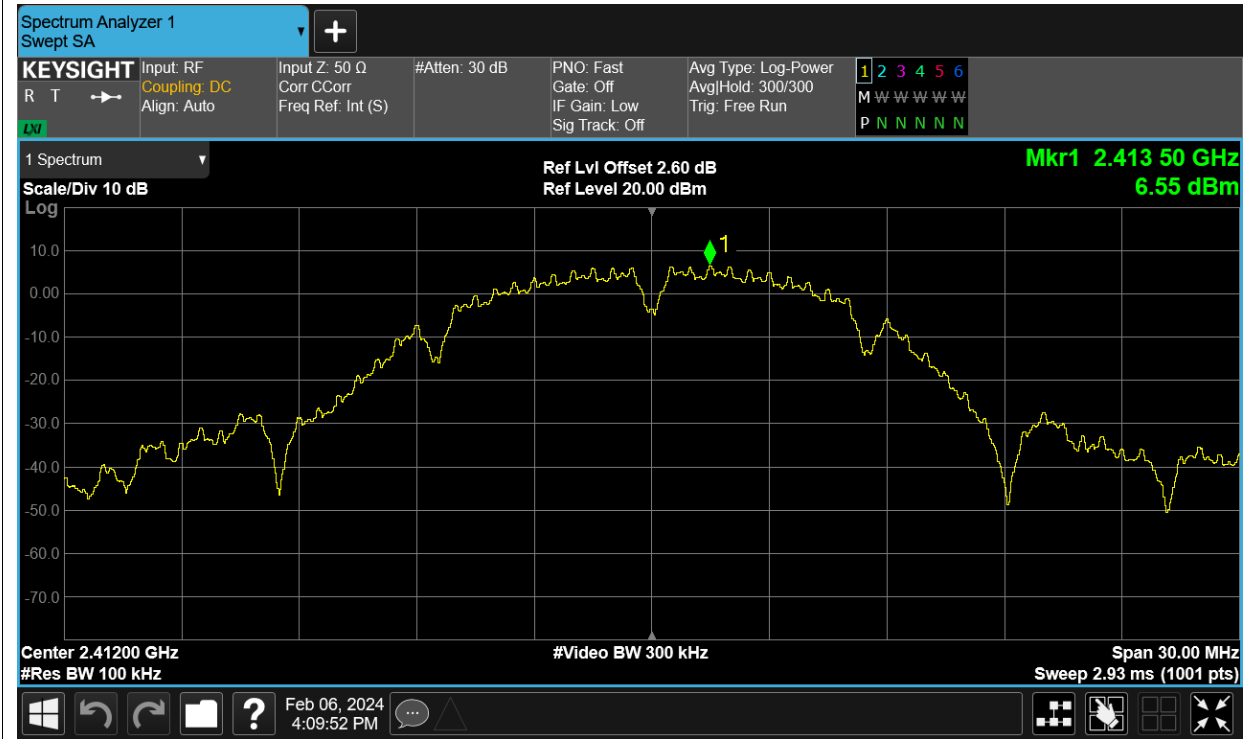 Spectrum Analyzer 1
Swept SA
+
KEYSIGHT
R T
LXI
Input: RF
Coupling: DC
Align: Auto
Input Z: 50 Ω
Corr CCorr
Freq Ref: Int (S)
#Atten: 30 dB
PNO: Fast
Gate: Off
IF Gain: Low
Sig Track: Off
Avg Type: Log-Power
Avg|Hold: 300/300
Trig: Free Run
1 2 3 4 5 6
M W W W W W
P N N N N N
1 Spectrum
Scale/Div 10 dB
Log
Ref Lvl Offset 2.60 dB
Ref Level 20.00 dBm
Mkr1 2.413 50 GHz
6.55 dBm
1
10.0
0.00
-10.0
-20.0
-30.0
-40.0
-50.0
-60.0
-70.0
Center 2.41200 GHz
#Res BW 100 kHz
#Video BW 300 kHz
Span 30.00 MHz
Sweep 2.93 ms (1001 pts)
?
Feb 06, 2024
4:09:52 PM